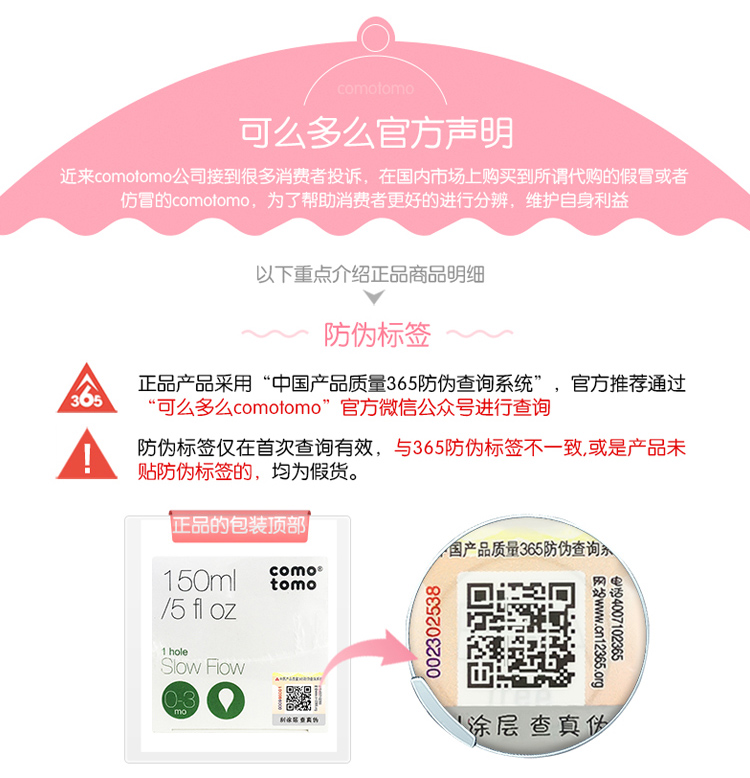 comotomo
可么多么官方声明
近来comotomo公司接到很多消费者投诉，在国内市场上购买到所谓代购的假冒或者
仿冒的comotomo，为了帮助消费者更好的进行分辨，维护自身利益
以下重点介绍正品商品明细
防伪标签
365
正品产品采用“中国产品质量365防伪查询系统”，官方推荐通过
“可么多么comotomo”官方微信公众号进行查询
!
防伪标签仅在首次查询有效，与365防伪标签不一致,或是产品未
贴防伪标签的，均为假货。
正品的包装顶部
150ml
/5 fl oz
como®
tomo
1 hole
Slow Flow
0-3
mo
刮涂层 查真伪
中国产品质量365防伪查询系
002302538
电话4007102365
网站www.cn12365.org
刮涂层 查真伪